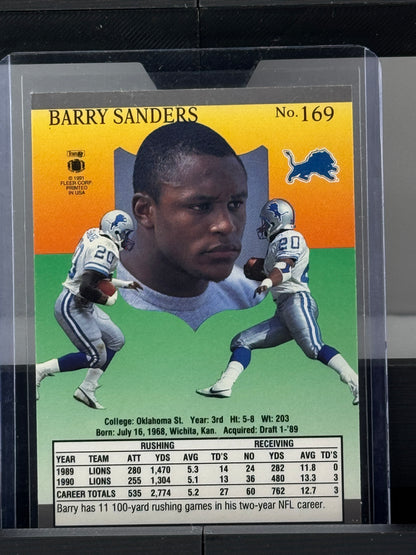 BARRY SANDERS No. 169
© 1991
FLEER CORP.
PRINTED
IN USA
20 20
College: Oklahoma St. Year: 3rd Ht: 5-8 Wt: 203
Born: July 16, 1968, Wichita, Kan. Acquired: Draft 1-'89
RUSHING RECEIVING
YEAR TEAM ATT YDS AVG TD'S NO YDS AVG TD'S
1989 LIONS 280 1,470 5.3 14 24 282 11.8 0
1990 LIONS 255 1,304 5.1 13 36 480 13.3 3
CAREER TOTALS 535 2,774 5.2 27 60 762 12.7 3
Barry has 11 100-yard rushing games in his two-year NFL career.